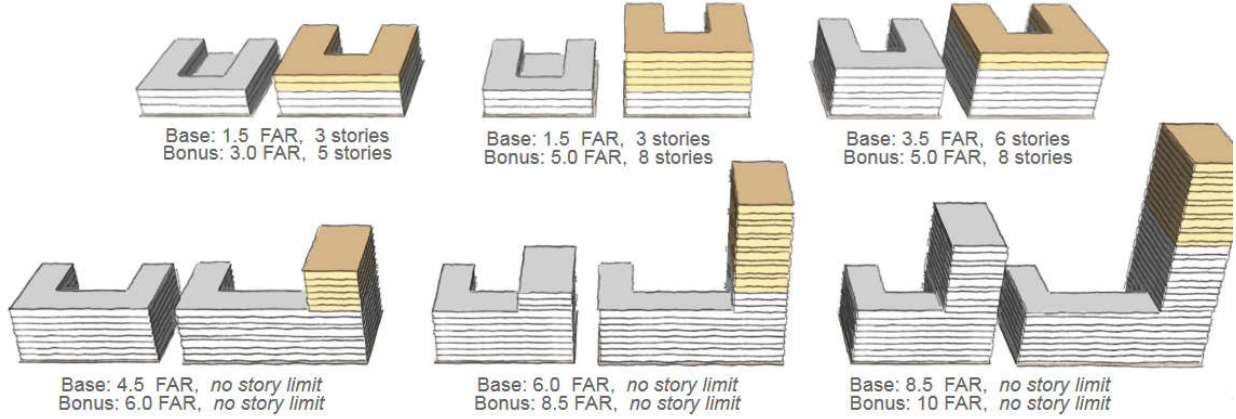 Base: 1.5 FAR, 3 stories
Bonus: 3.0 FAR, 5 stories
Base: 1.5 FAR, 3 stories
Bonus: 5.0 FAR, 8 stories
Base: 3.5 FAR, 6 stories
Bonus: 5.0 FAR, 8 stories
Base: 4.5 FAR, no story limit
Bonus: 6.0 FAR, no story limit
Base: 6.0 FAR, no story limit
Bonus: 8.5 FAR, no story limit
Base: 8.5 FAR, no story limit
Bonus: 10 FAR, no story limit